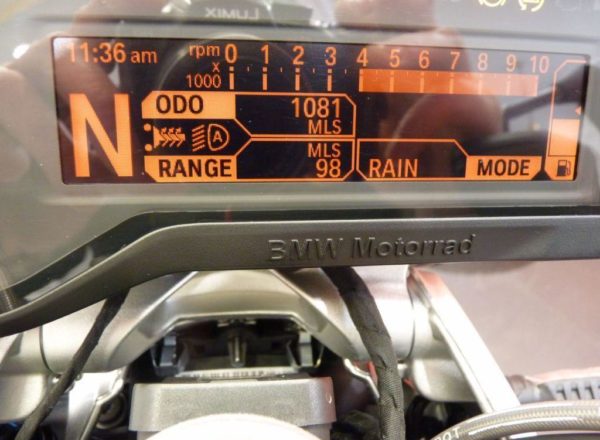 XIMUL
11:36 am rpm 0 1 2 3 4 5 6 7 8 9 10
x
1000
N
ODO 1081
MLS
A
MLS
RANGE 98 RAIN MODE
BMW Motorrad